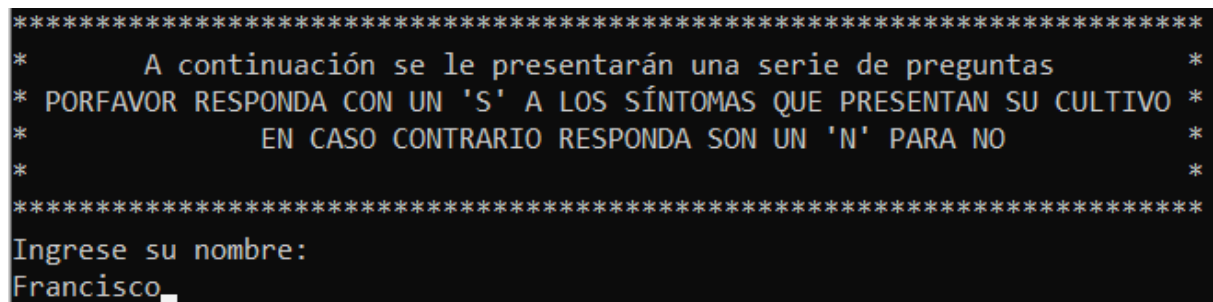 ************************************************************************
* A continuación se le presentarán una serie de preguntas *
* PORFAVOR RESPONDA CON UN 'S' A LOS SÍNTOMAS QUE PRESENTAN SU CULTIVO *
* EN CASO CONTRARIO RESPONDA SON UN 'N' PARA NO *
* *
************************************************************************
Ingrese su nombre:
Francisco_